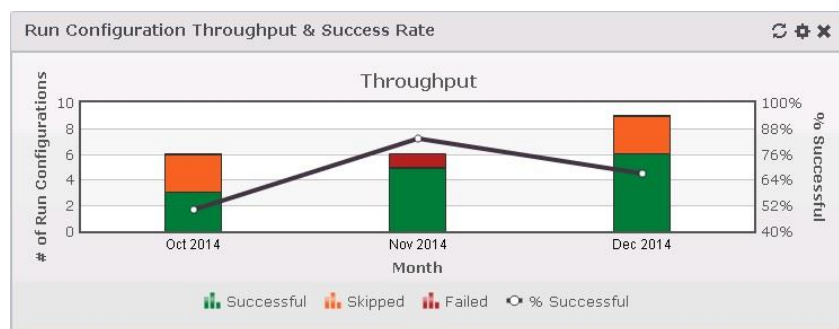 Run Configuration Throughput & Success Rate
Throughput
# of Run Configurations
10
8
6
4
2
0
100%
88%
76%
64%
52%
40%
% Successful
Oct 2014
Nov 2014
Dec 2014
Month
Successful
Skipped
Failed
% Successful